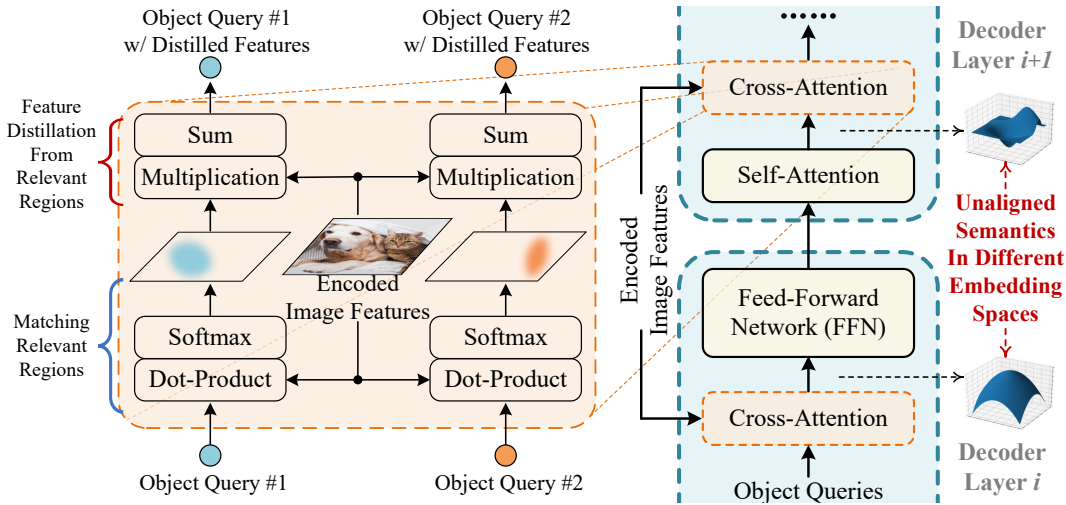 Object Query #1
w/ Distilled Features
Object Query #2
w/ Distilled Features
Feature
Distillation
From
Relevant
Regions
Sum
Multiplication
Sum
Multiplication
Encoded
Image Features
Matching
Relevant
Regions
Softmax
Dot-Product
Softmax
Dot-Product
Object Query #1
Object Query #2
Encoded
Image Features
......
Cross-Attention
Self-Attention
Feed-Forward
Network (FFN)
Cross-Attention
Object Queries
Decoder
Layer i+1
Unaligned
Semantics
In Different
Embedding
Spaces
Decoder
Layer i